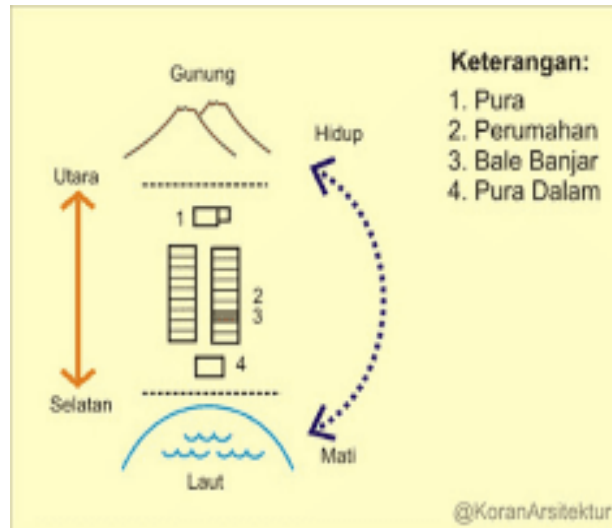 Gunung
Keterangan:
1. Pura
2. Perumahan
3. Bale Banjar
4. Pura Dalam
Hidup
Utara
1
2
3
4
Selatan
Mati
Laut
@KoranArsitektur